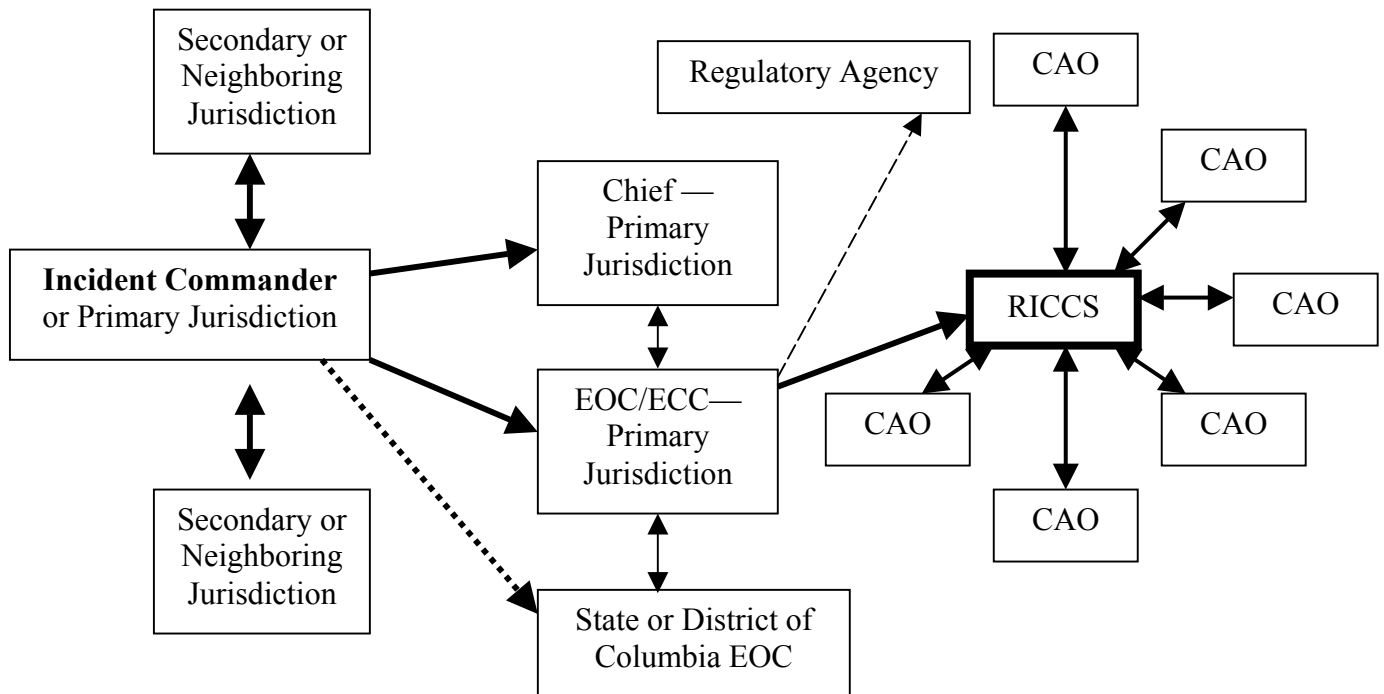 Secondary or
Neighboring
Jurisdiction
Regulatory Agency
CAO
CAO
Chief —
Primary
Jurisdiction
Incident Commander
or Primary Jurisdiction
RICCS
CAO
EOC/ECC—
Primary
Jurisdiction
CAO
CAO
CAO
Secondary or
Neighboring
Jurisdiction
State or District of
Columbia EOC